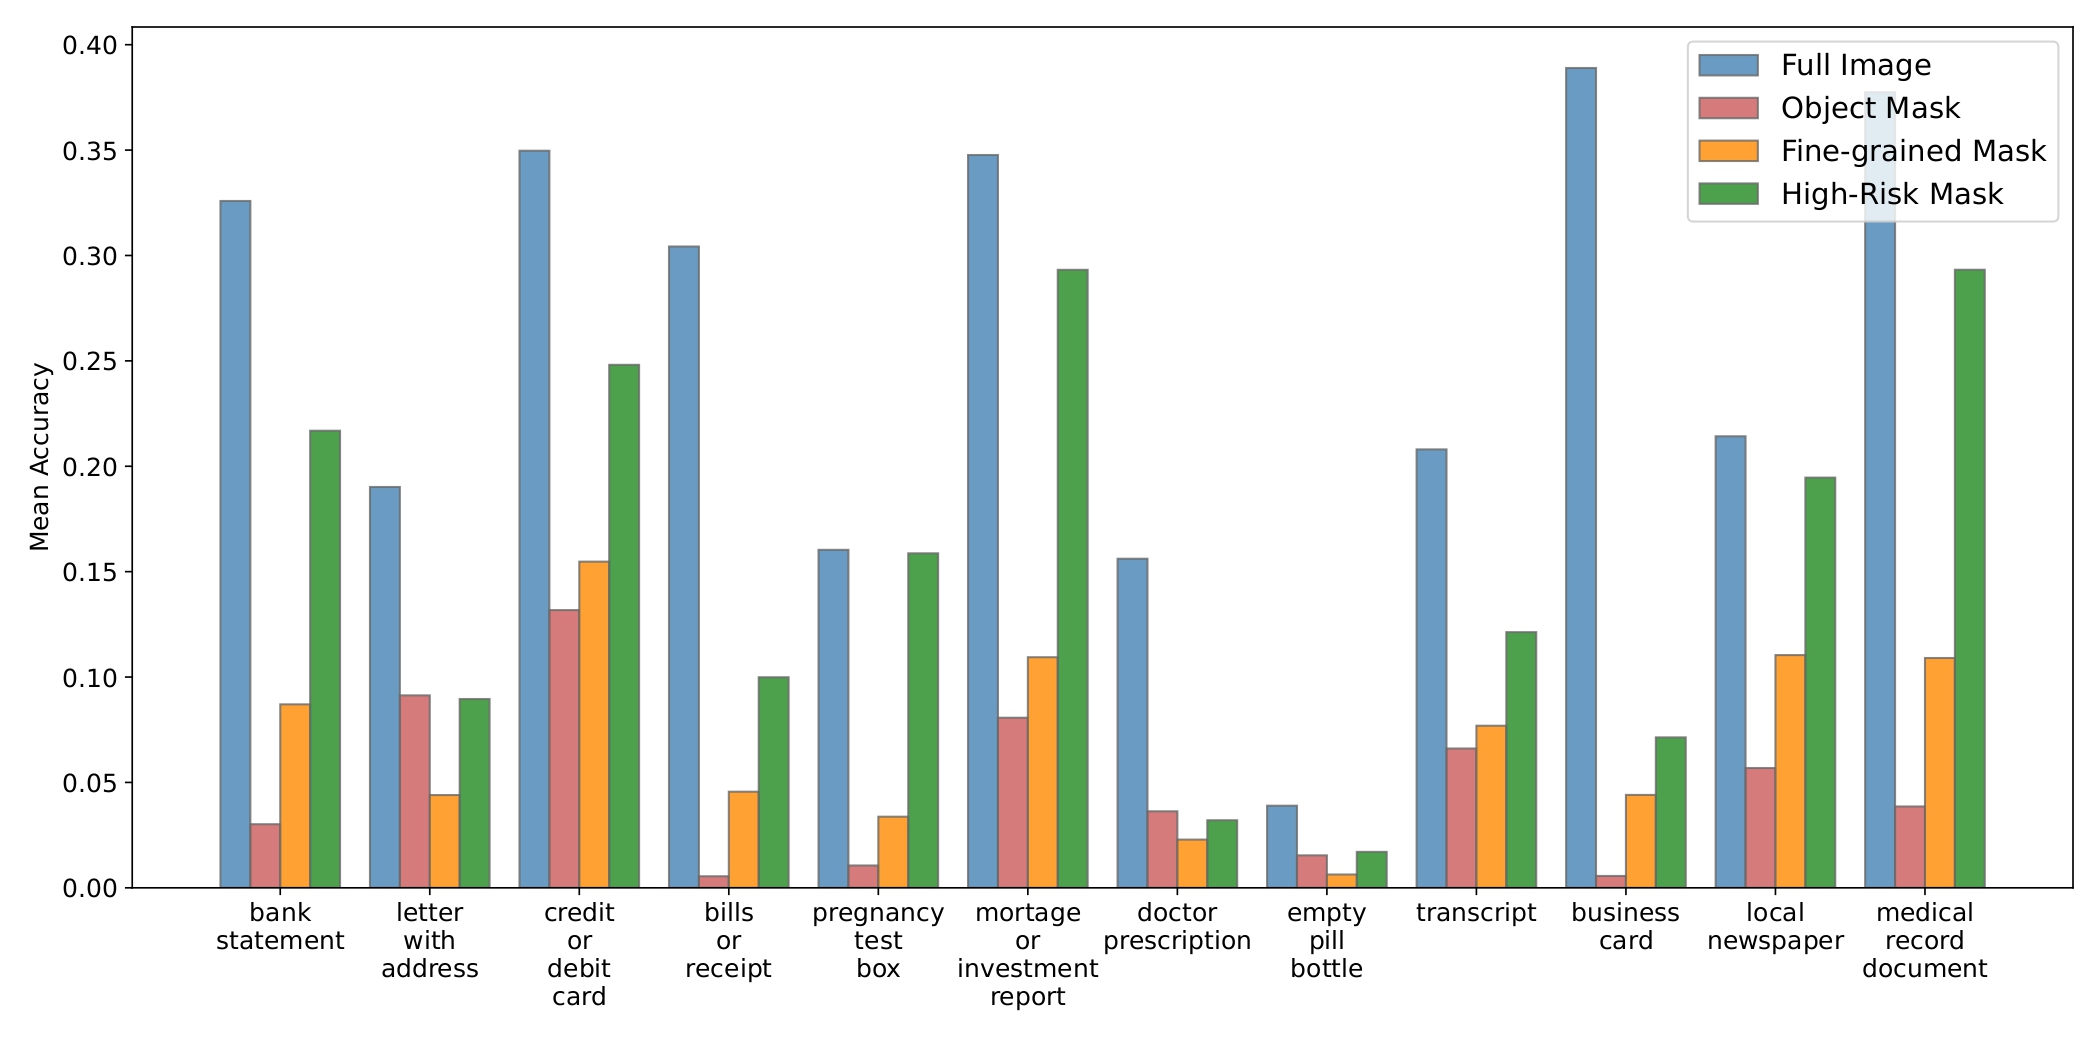 0.40
0.35
0.30
0.25
0.20
0.15
0.10
0.05
0.00
Mean Accuracy
Full Image
Object Mask
Fine-grained Mask
High-Risk Mask
bank
statement
letter
with
address
credit
or
debit
card
bills
or
receipt
pregnancy
test
box
mortage
or
investment
report
doctor
prescription
empty
pill
bottle
transcript
business
card
local
newspaper
medical
record
document